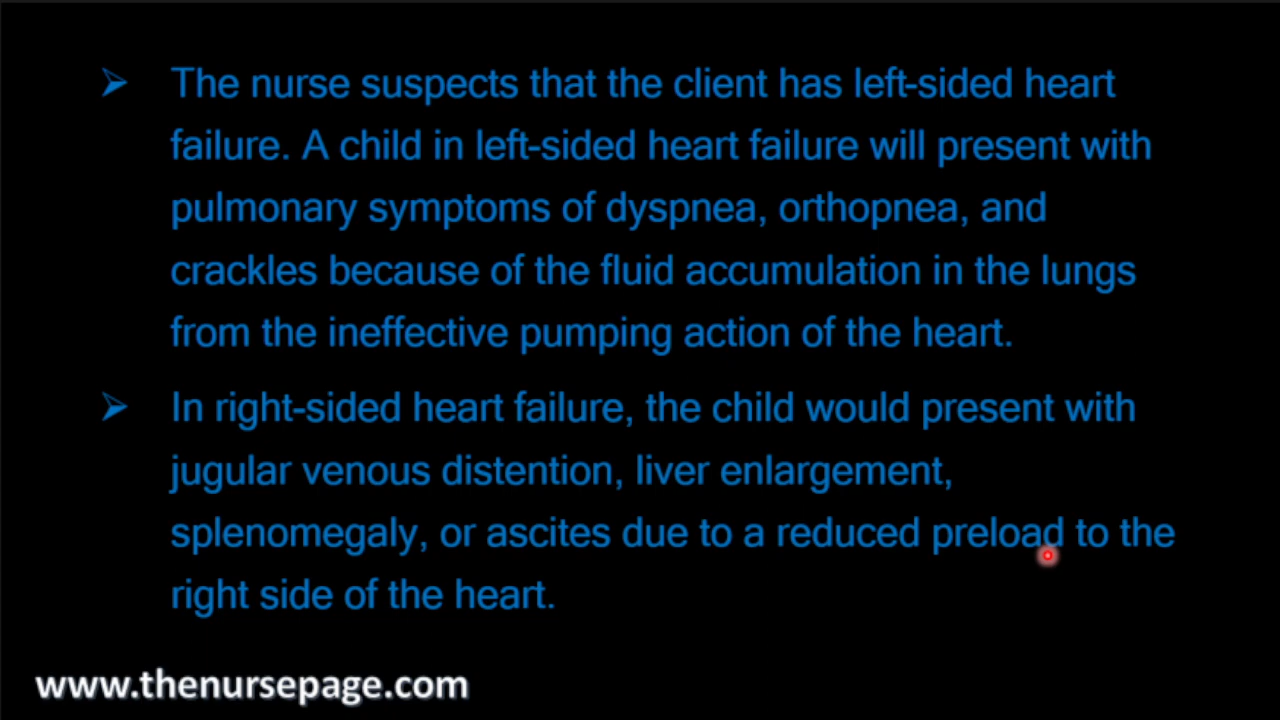 ➢ The nurse suspects that the client has left-sided heart
failure. A child in left-sided heart failure will present with
pulmonary symptoms of dyspnea, orthopnea, and
crackles because of the fluid accumulation in the lungs
from the ineffective pumping action of the heart.
➢ In right-sided heart failure, the child would present with
jugular venous distention, liver enlargement,
splenomegaly, or ascites due to a reduced preload to the
right side of the heart.
www.thenursepage.com